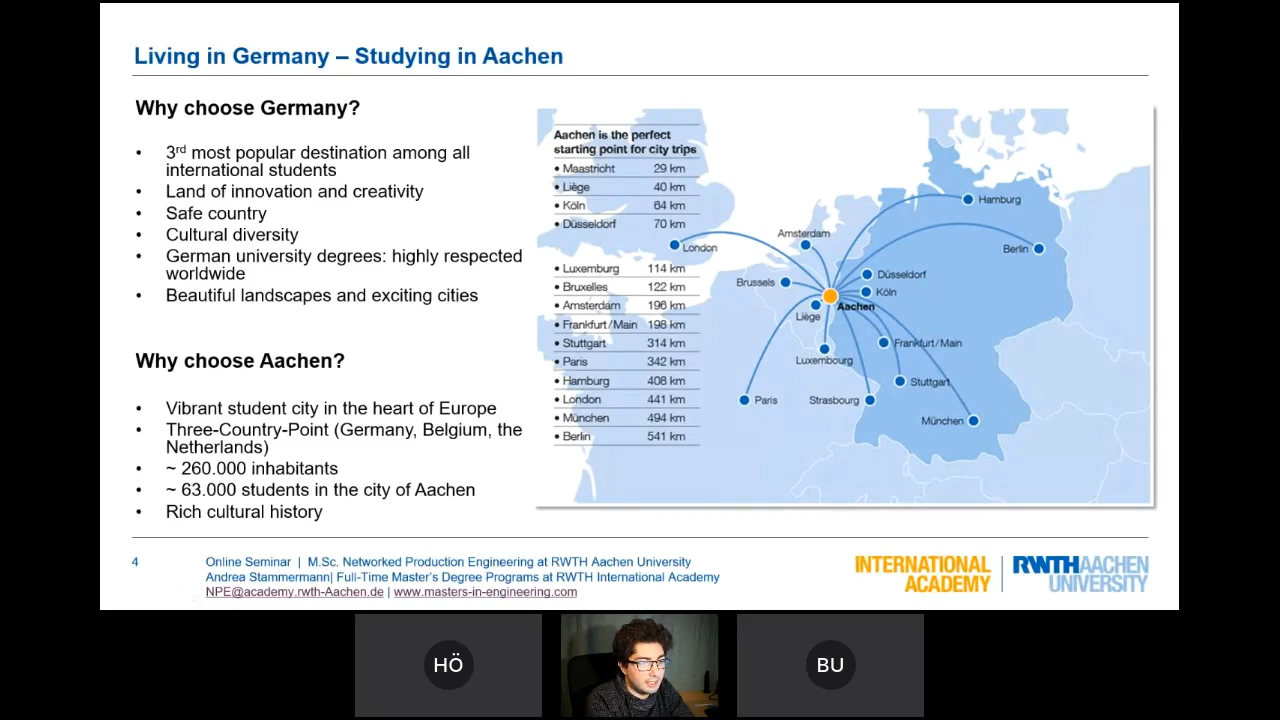 Living in Germany – Studying in Aachen
Why choose Germany?
• 3rd most popular destination among all
international students
• Land of innovation and creativity
• Safe country
• Cultural diversity
• German university degrees: highly respected
worldwide
• Beautiful landscapes and exciting cities
Why choose Aachen?
• Vibrant student city in the heart of Europe
• Three-Country-Point (Germany, Belgium, the
Netherlands)
• ~ 260.000 inhabitants
• ~ 63.000 students in the city of Aachen
• Rich cultural history
Aachen is the perfect
starting point for city trips
• Maastricht 29 km
• Liège 40 km
• Köln 64 km
• Düsseldorf 70 km
• Luxemburg 114 km
• Bruxelles 122 km
• Amsterdam 196 km
• Frankfurt/Main 198 km
• Stuttgart 314 km
• Paris 342 km
• Hamburg 408 km
• London 441 km
• München 494 km
• Berlin 541 km
Hamburg
Amsterdam
London
Berlin
Düsseldorf
Brussels
Köln
Aachen
Liège
Frankfurt/Main
Luxembourg
Stuttgart
Paris
Strasbourg
München
4
Online Seminar | M.Sc. Networked Production Engineering at RWTH Aachen University
Andrea Stammermann| Full-Time Master's Degree Programs at RWTH International Academy
NPE@academy.rwth-Aachen.de | www.masters-in-engineering.com
INTERNATIONAL
ACADEMY
RWTHAACHEN
UNIVERSITY
HÖ
BU